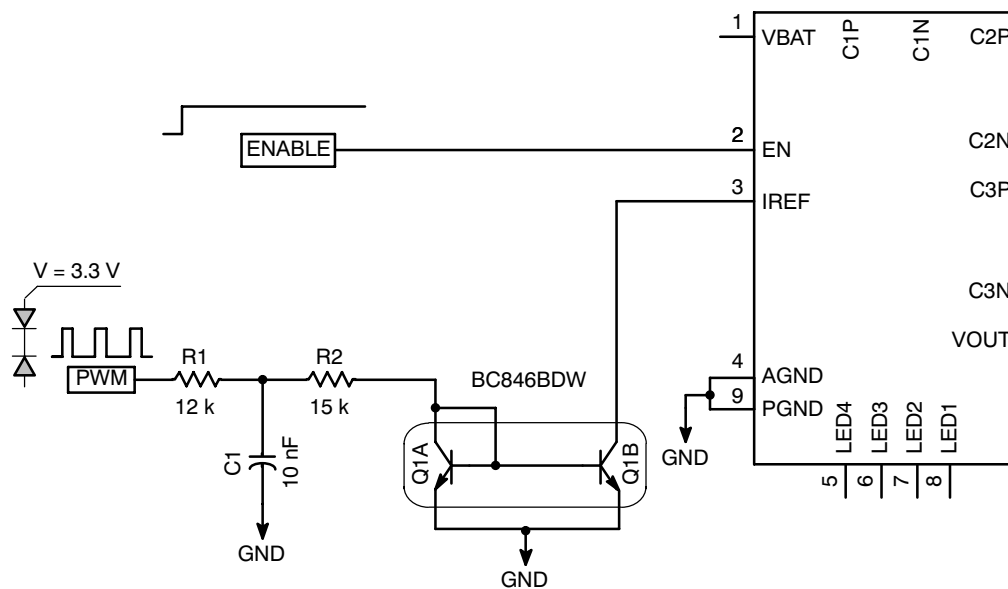 1
VBAT
C1P
C1N
C2P
ENABLE
2
EN
C2N
3
IREF
C3P
V = 3.3 V
C3N
VOUT
PWM
R1
12 k
R2
15 k
BC846BDW
4
AGND
9
PGND
GND
LED4
LED3
LED2
LED1
5
6
7
8
C1
10 nF
Q1A
Q1B
GND
GND